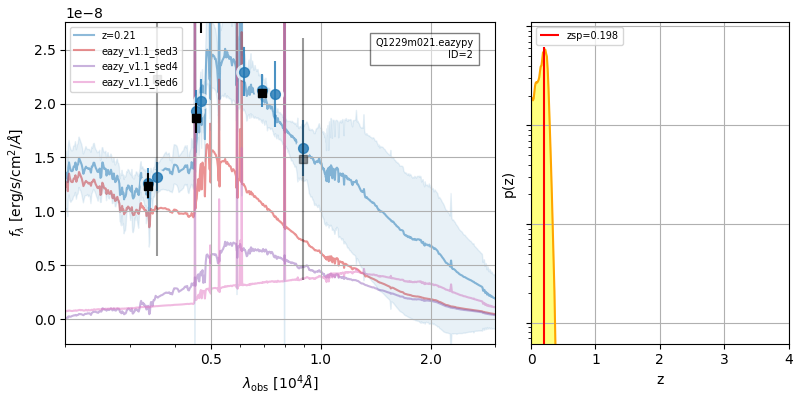 1e−8
z=0.21
eazy_v1.1_sed3
eazy_v1.1_sed4
eazy_v1.1_sed6
Q1229m021.eazypy
ID=2
zsp=0.198
2.5
2.0
1.5
1.0
0.5
0.0
fλ [erg/s/cm²/Å]
0.5 1.0 2.0
λobs [10⁴Å]
p(z)
0 1 2 3 4
z